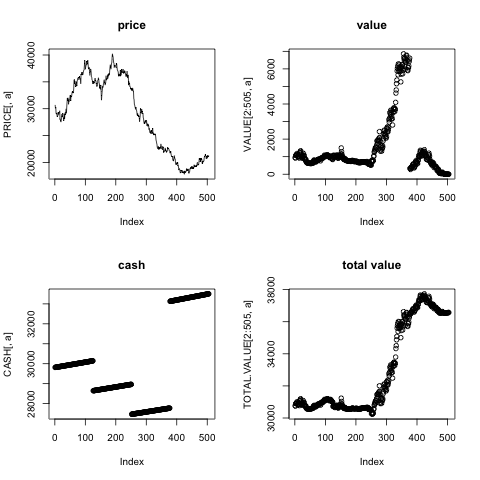 price
PRICE[, a]
20000 30000 40000
0 100 200 300 400 500
Index
value
VALUE[2:505, a]
0 2000 4000 6000
0 100 200 300 400 500
Index
cash
CASH[, a]
28000 30000 32000
0 100 200 300 400 500
Index
total value
TOTAL.VALUE[2:505, a]
30000 34000 38000
0 100 200 300 400 500
Index